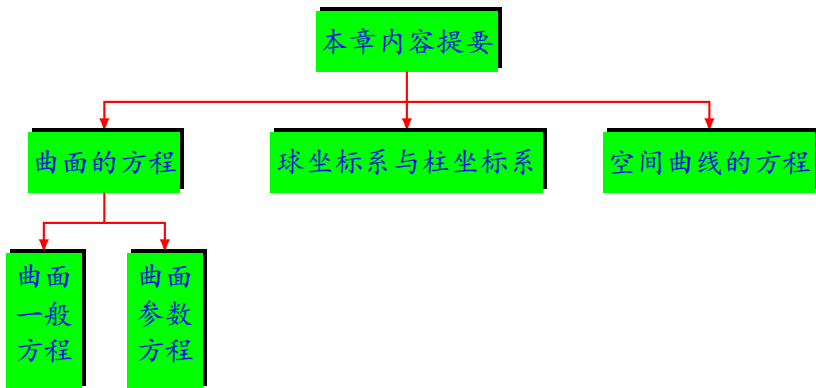 本章内容提要
曲面的方程
球坐标系与柱坐标系
空间曲线的方程
曲面
一般
方程
曲面
参数
方程